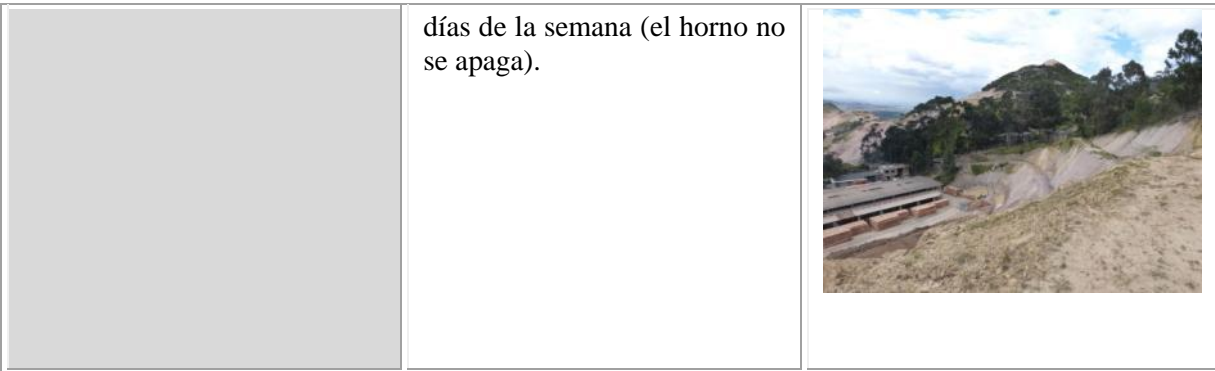 días de la semana (el horno no
se apaga).